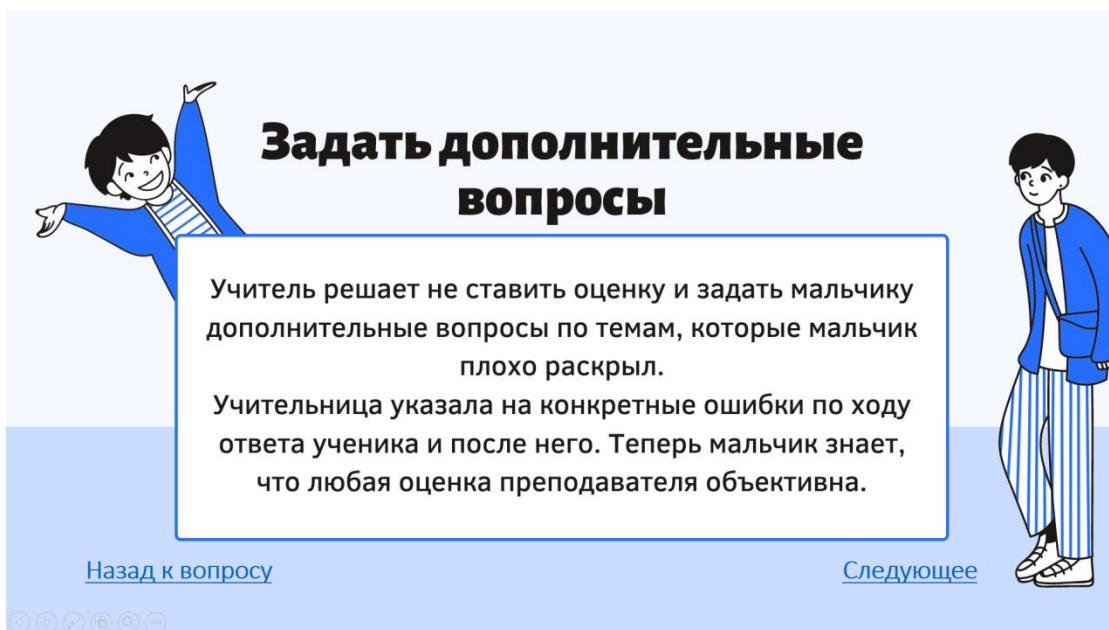 Задать дополнительные
вопросы
Учитель решает не ставить оценку и задать мальчику
дополнительные вопросы по темам, которые мальчик
плохо раскрыл.
Учительница указала на конкретные ошибки по ходу
ответа ученика и после него. Теперь мальчик знает,
что любая оценка преподавателя объективна.
Назад к вопросу
Следующее